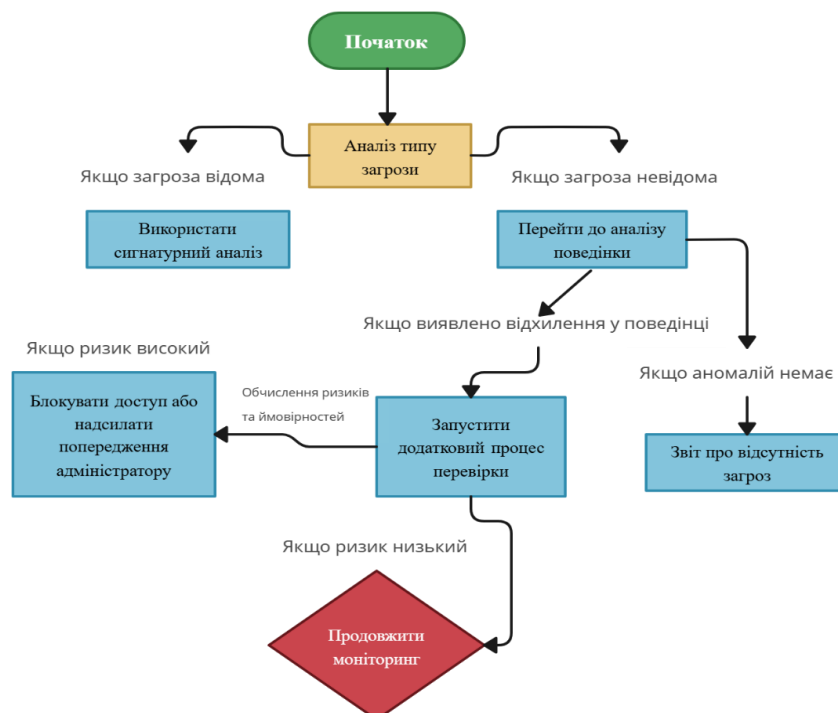 Початок
Аналіз типу
загрози
Якщо загроза відома
Якщо загроза невідома
Використати
сигнатурний аналіз
Перейти до аналізу
поведінки
Якщо виявлено відхилення у поведінці
Якщо ризик високий
Якщо аномалій немає
Обчислення ризиків
та ймовірностей
Блокувати доступ або
надсилати
попередження
адміністратору
Запустити
додатковий процес
перевірки
Звіт про відсутність
загроз
Якщо ризик низький
Продовжити
моніторинг